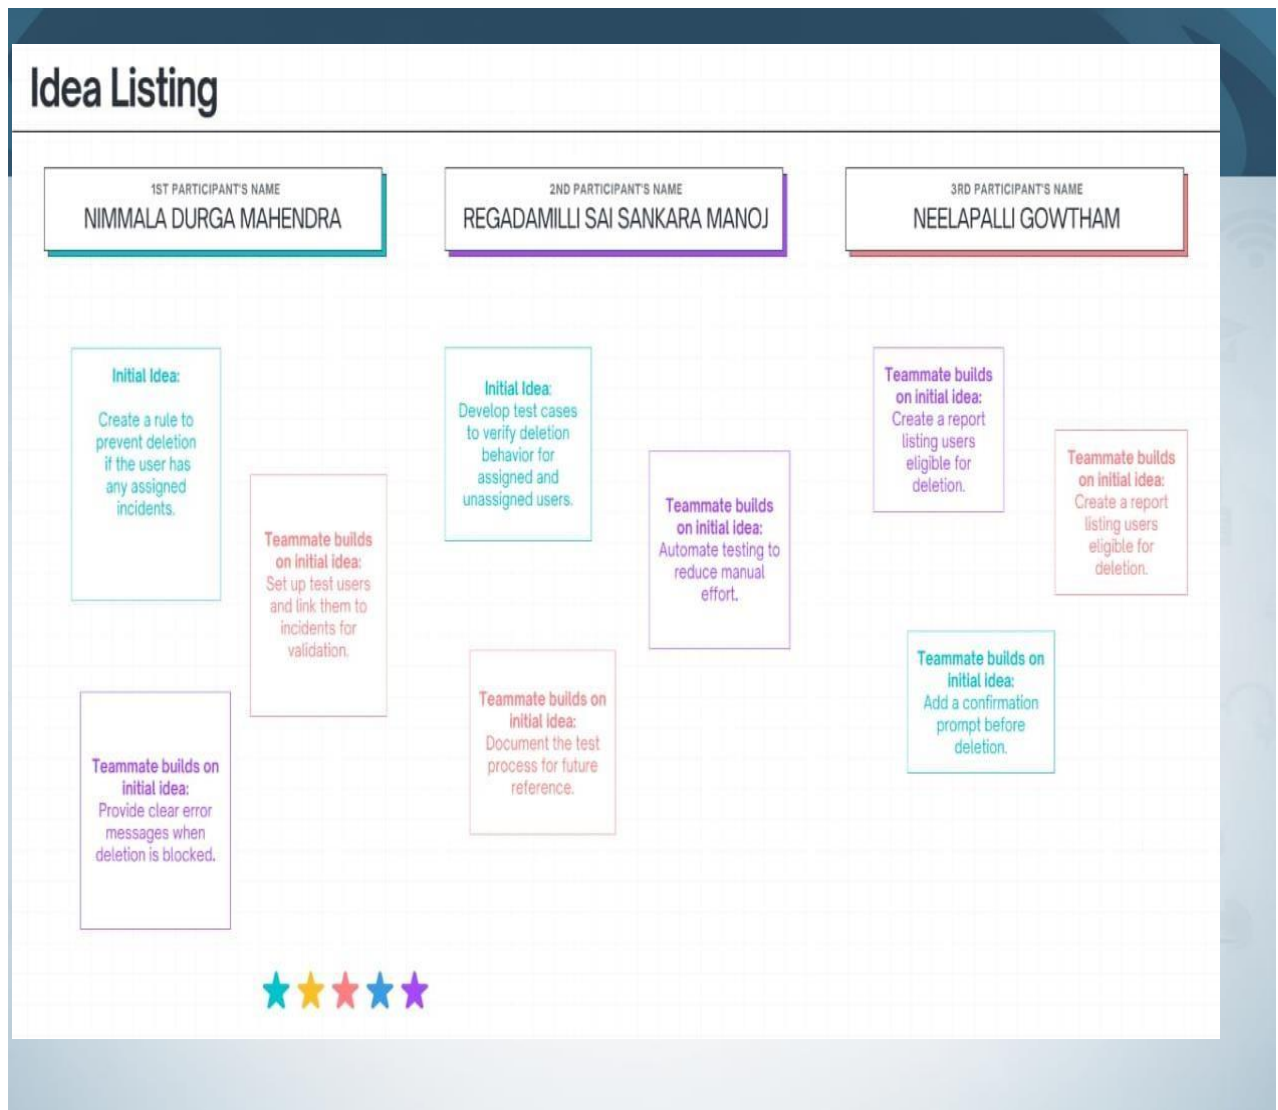 Idea Listing
1ST PARTICIPANT'S NAME
NIMMALA DURGA MAHENDRA
2ND PARTICIPANT'S NAME
REGADAMILLI SAI SANKARA MANOJ
3RD PARTICIPANT'S NAME
NEELAPALLI GOWTHAM
Initial Idea:
Create a rule to
prevent deletion
if the user has
any assigned
incidents.
Teammate builds
on initial idea:
Set up test users
and link them to
incidents for
validation.
Teammate builds on
initial idea:
Provide clear error
messages when
deletion is blocked.
Initial Idea:
Develop test cases
to verify deletion
behavior for
assigned and
unassigned users.
Teammate builds
on initial idea:
Automate testing to
reduce manual
effort.
Teammate builds on
initial idea:
Document the test
process for future
reference.
Teammate builds
on initial idea:
Create a report
listing users
eligible for
deletion.
Teammate builds
on initial idea:
Create a report
listing users
eligible for
deletion.
Teammate builds on
initial idea:
Add a confirmation
prompt before
deletion.